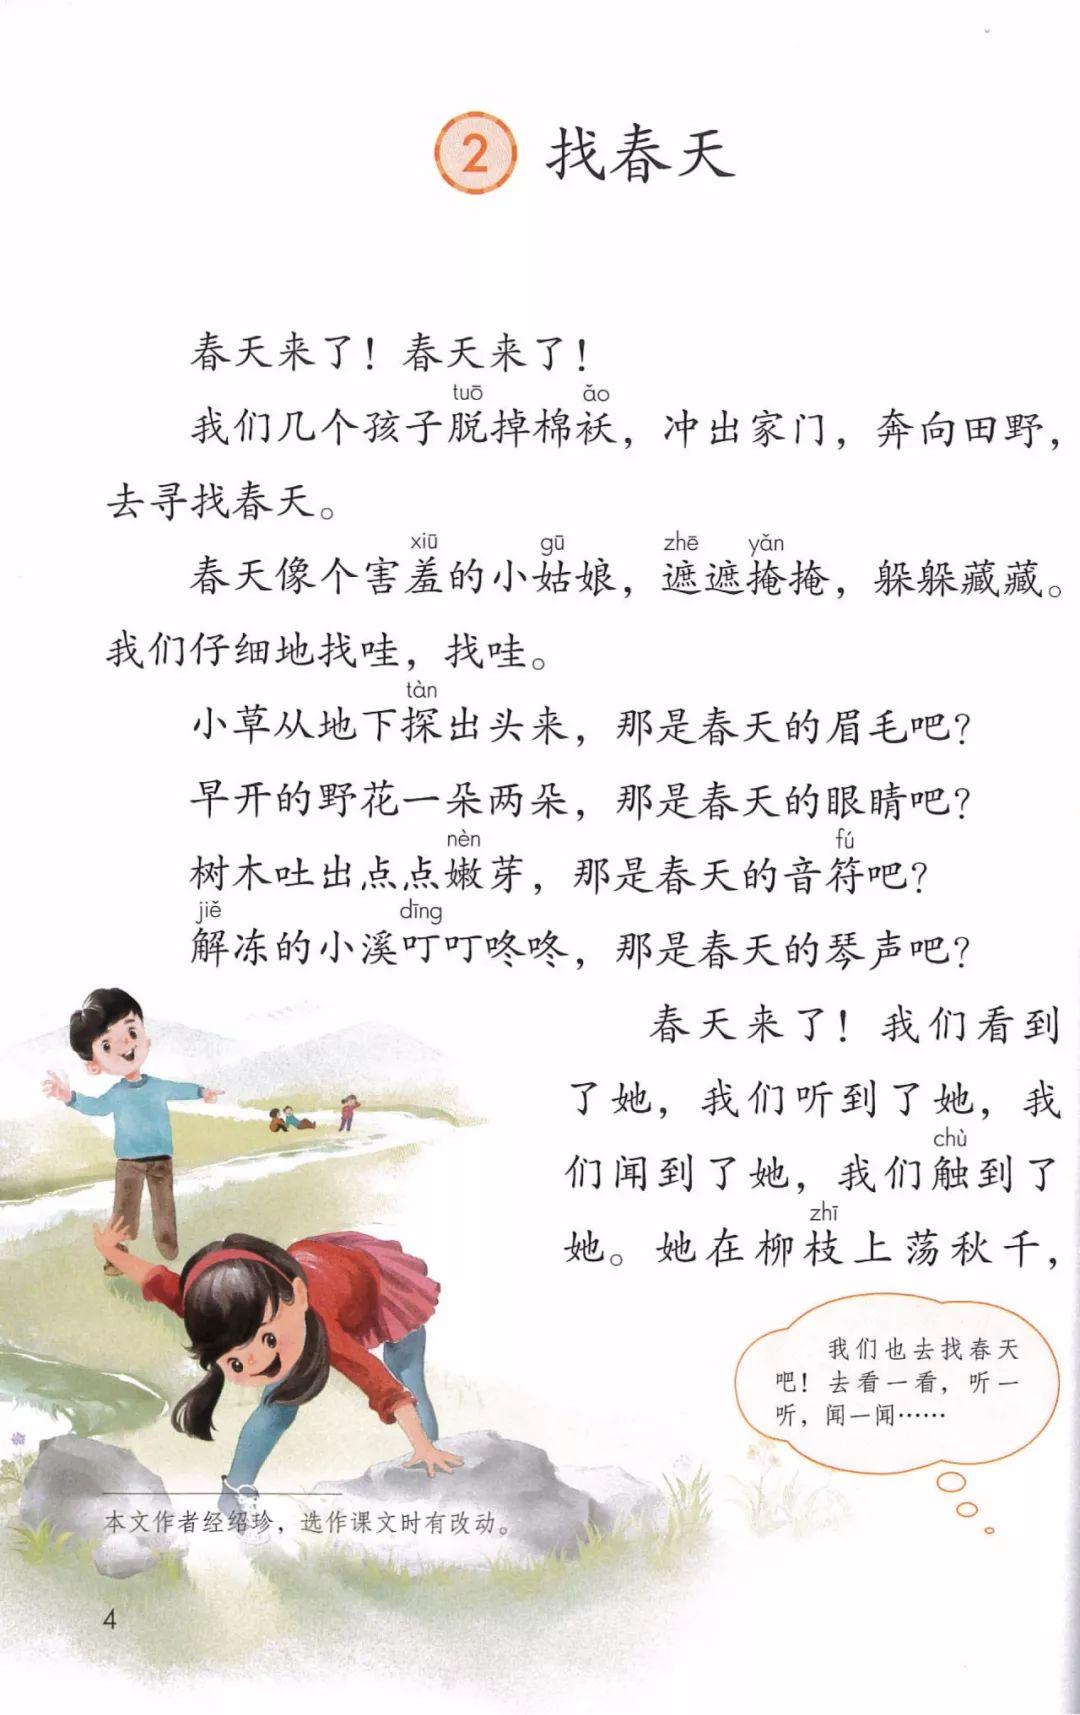 2 找春天
春天来了！春天来了！
tuō ǎo
我们几个孩子脱掉棉袄，冲出家门，奔向田野，
去寻找春天。
xiū gū zhē yǎn
春天像个害羞的小姑娘，遮遮掩掩，躲躲藏藏。
我们仔细地找哇，找哇。
tàn
小草从地下探出头来，那是春天的眉毛吧？
早开的野花一朵两朵，那是春天的眼睛吧？
nèn fú
树木吐出点点嫩芽，那是春天的音符吧？
jiě dīng
解冻的小溪叮叮咚咚，那是春天的琴声吧？
春天来了！我们看到
了她，我们听到了她，我
chù
们闻到了她，我们触到了
zhī
她。她在柳枝上荡秋千，
我们也去找春天
吧！去看一看，听一
听，闻一闻……
本文作者经绍珍，选作课文时有改动。
4